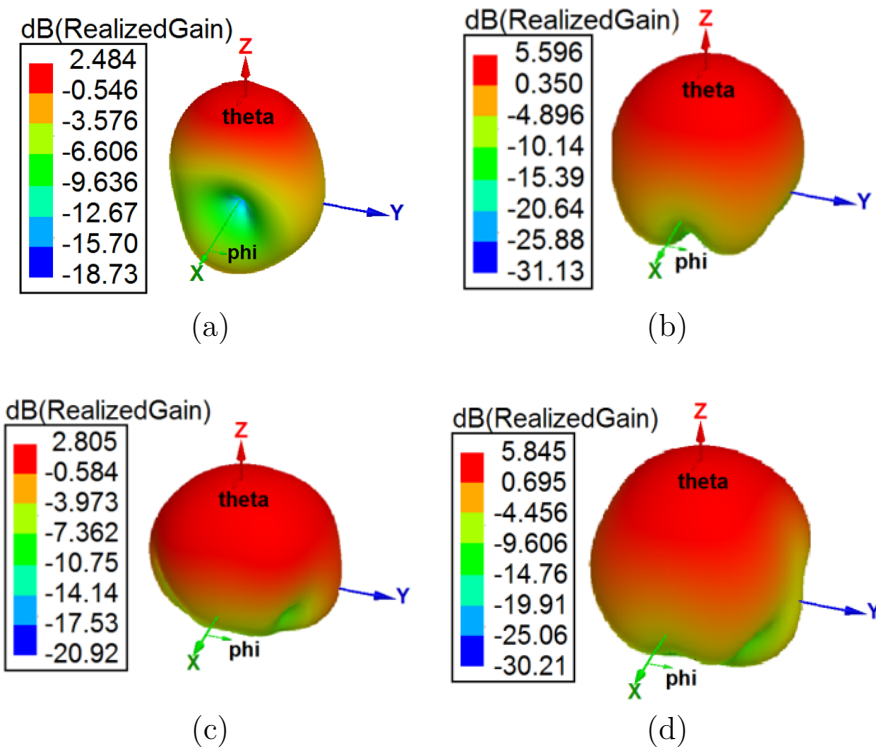 dB(RealizedGain)
2.484
-0.546
-3.576
-6.606
-9.636
-12.67
-15.70
-18.73
Z
theta
Y
phi
X
(a)
dB(RealizedGain)
5.596
0.350
-4.896
-10.14
-15.39
-20.64
-25.88
-31.13
Z
theta
Y
X
phi
(b)
dB(RealizedGain)
2.805
-0.584
-3.973
-7.362
-10.75
-14.14
-17.53
-20.92
Z
theta
Y
phi
X
(c)
dB(RealizedGain)
5.845
0.695
-4.456
-9.606
-14.76
-19.91
-25.06
-30.21
Z
theta
Y
phi
X
(d)